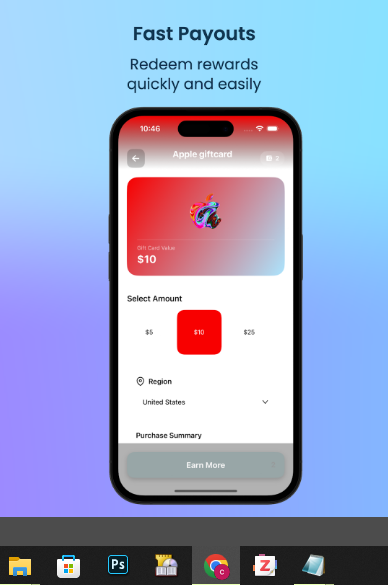 Fast Payouts
Redeem rewards
quickly and easily
10:46
Apple giftcard
Gift Card Value
$10
Select Amount
$5
$10
$25
Region
United States
Purchase Summary
Earn More
Ps
C
Z